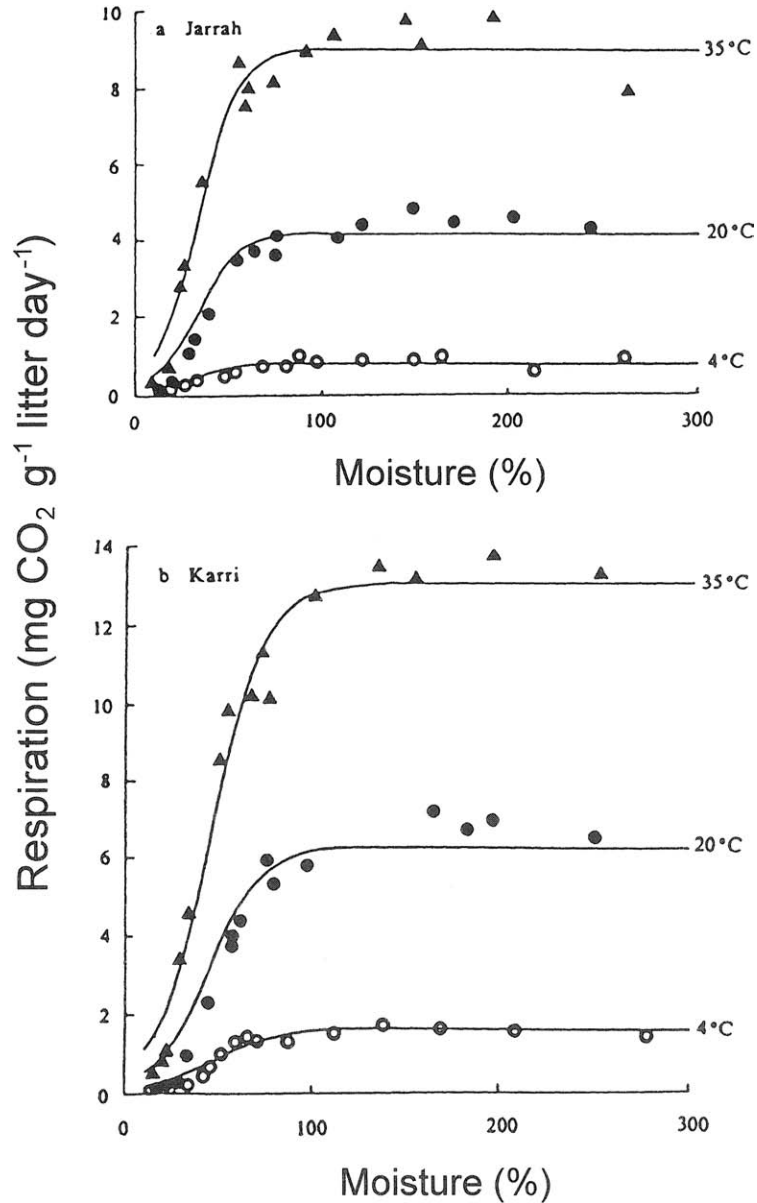 Respiration (mg CO₂ g⁻¹ litter day⁻¹)
a Jarrah
10
8
6
4
2
0
35°C
20°C
4°C
0 100 200 300
Moisture (%)
b Karri
14
12
10
8
6
4
2
0
35°C
20°C
4°C
0 100 200 300
Moisture (%)